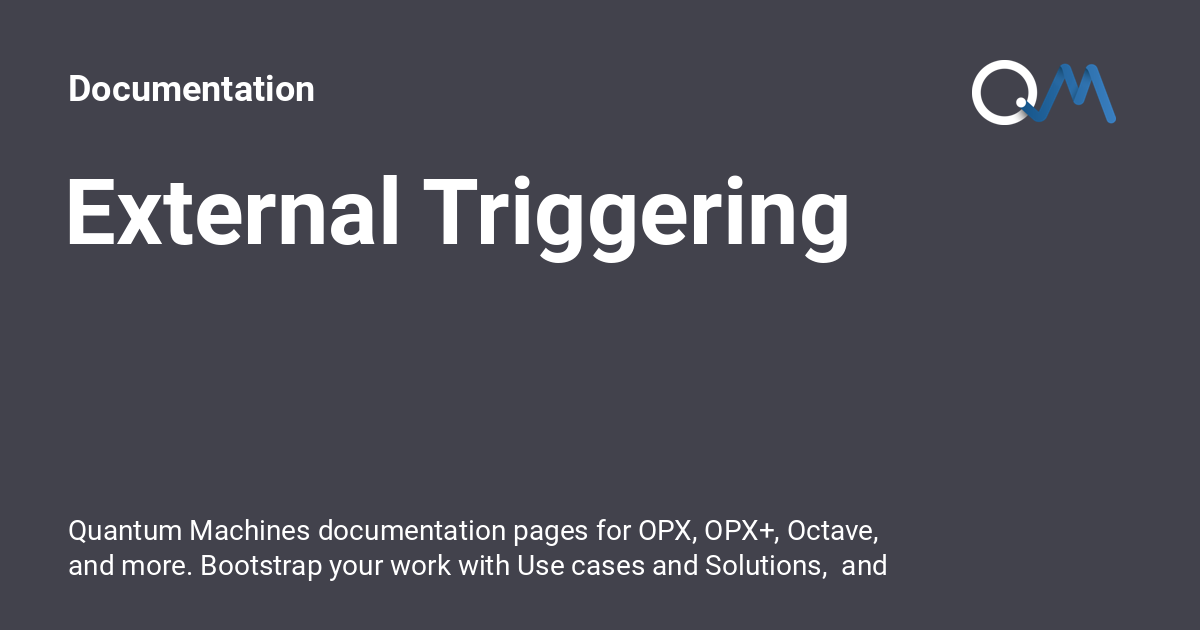 Documentation
QM
External Triggering
Quantum Machines documentation pages for OPX, OPX+, Octave,
and more. Bootstrap your work with Use cases and Solutions,  and